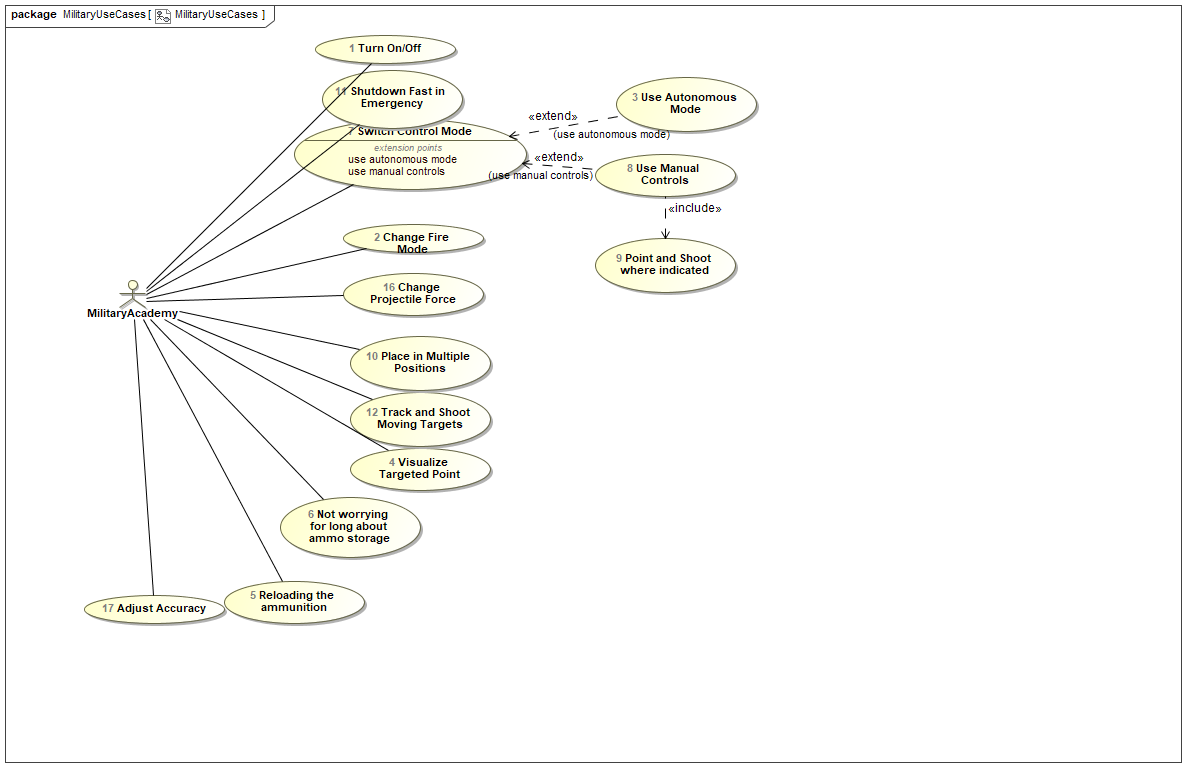 package MilitaryUseCases [ MilitaryUseCases ]
1 Turn On/Off
11 Shutdown Fast in
Emergency
7 Switch Control Mode
extension points
use autonomous mode
use manual controls
«extend»
(use autonomous mode)
3 Use Autonomous
Mode
«extend»
(use manual controls)
8 Use Manual
Controls
«include»
9 Point and Shoot
where indicated
2 Change Fire
Mode
16 Change
Projectile Force
MilitaryAcademy
10 Place in Multiple
Positions
12 Track and Shoot
Moving Targets
4 Visualize
Targeted Point
6 Not worrying
for long about
ammo storage
5 Reloading the
ammunition
17 Adjust Accuracy